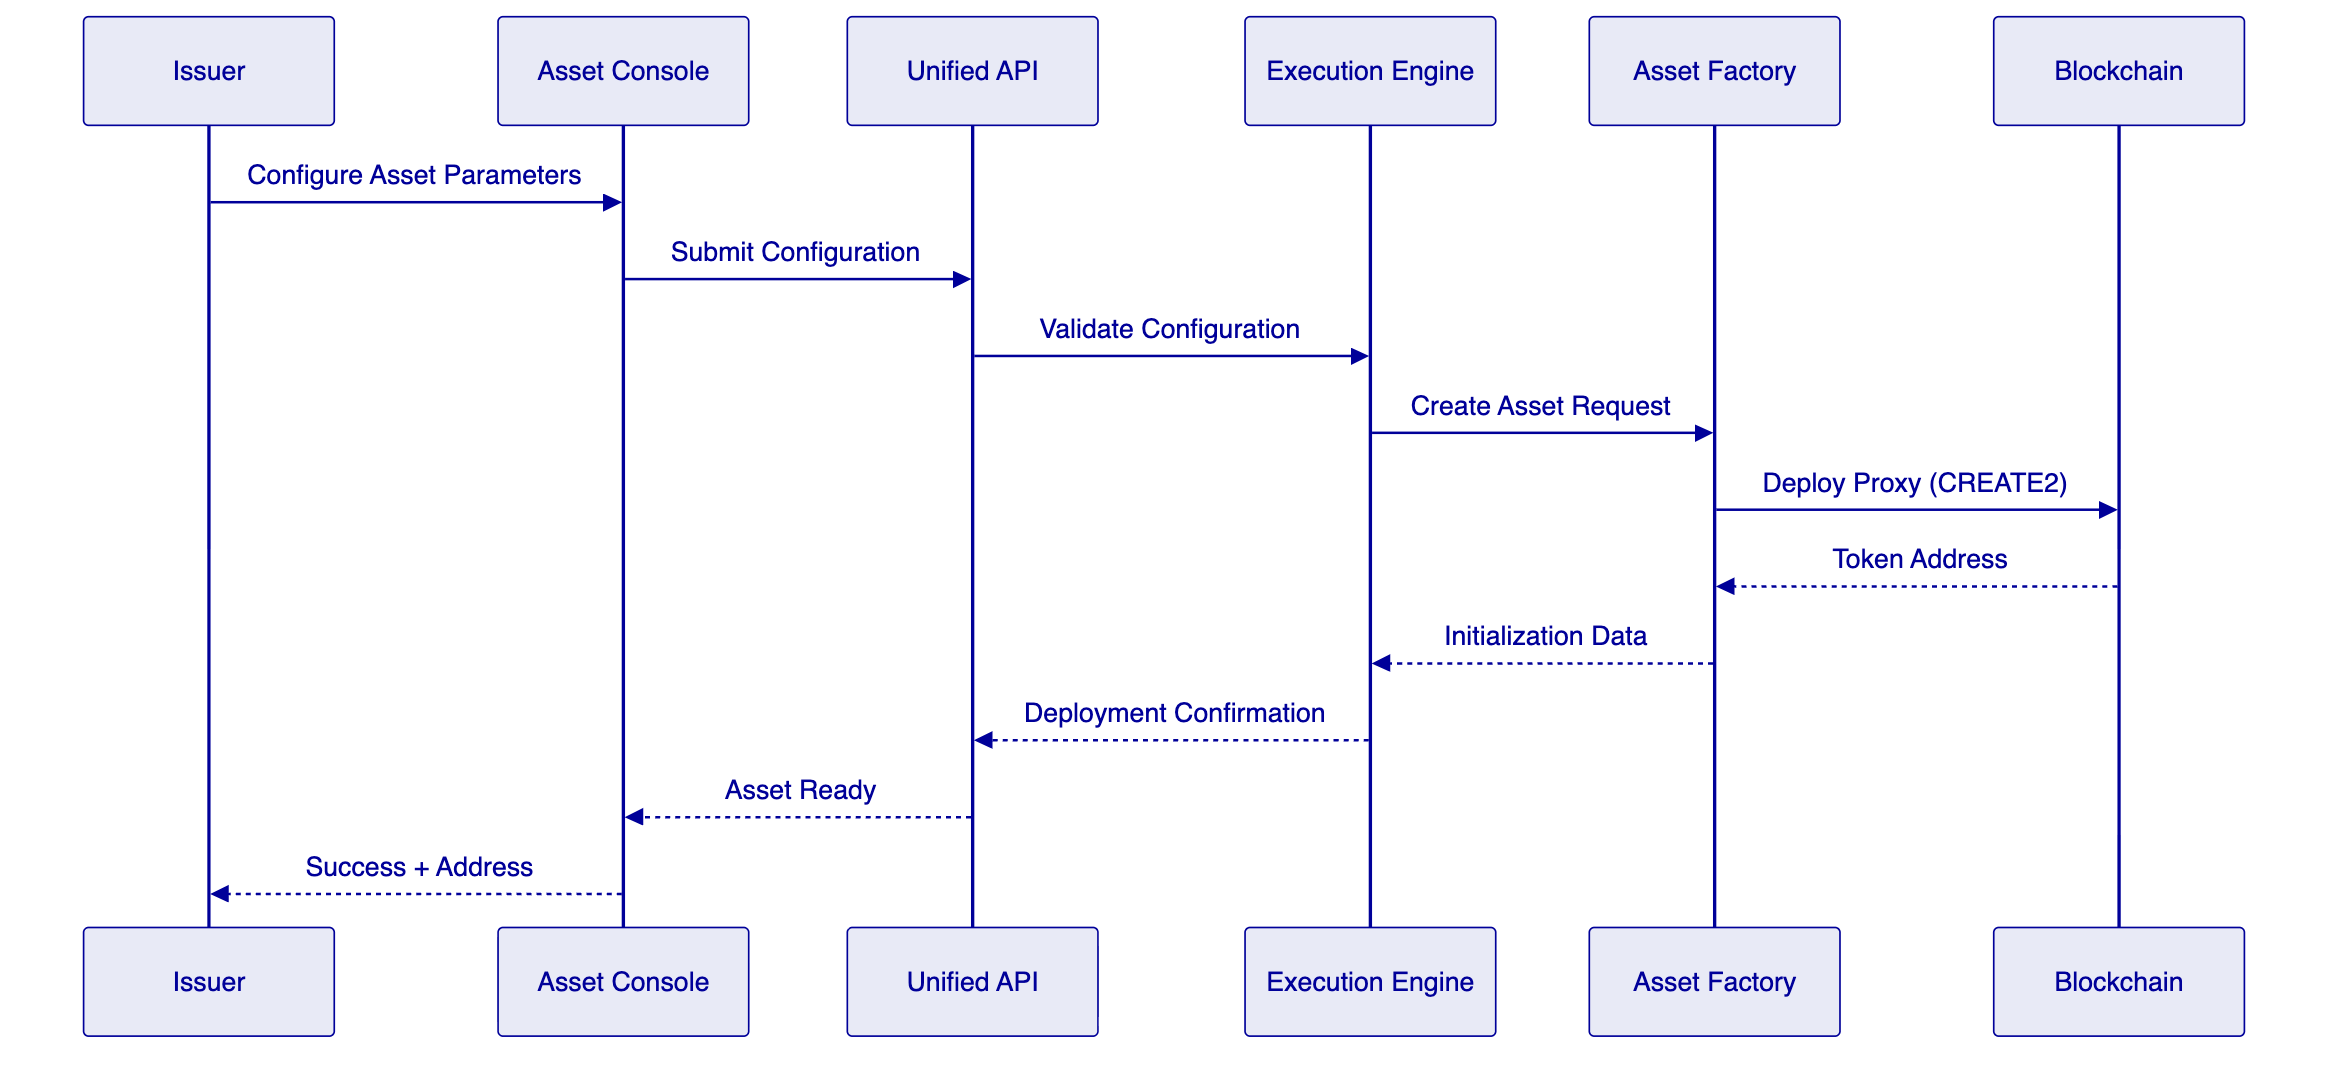 Issuer
Asset Console
Unified API
Execution Engine
Asset Factory
Blockchain
Configure Asset Parameters
Submit Configuration
Validate Configuration
Create Asset Request
Deploy Proxy (CREATE2)
Token Address
Initialization Data
Deployment Confirmation
Asset Ready
Success + Address
Issuer
Asset Console
Unified API
Execution Engine
Asset Factory
Blockchain